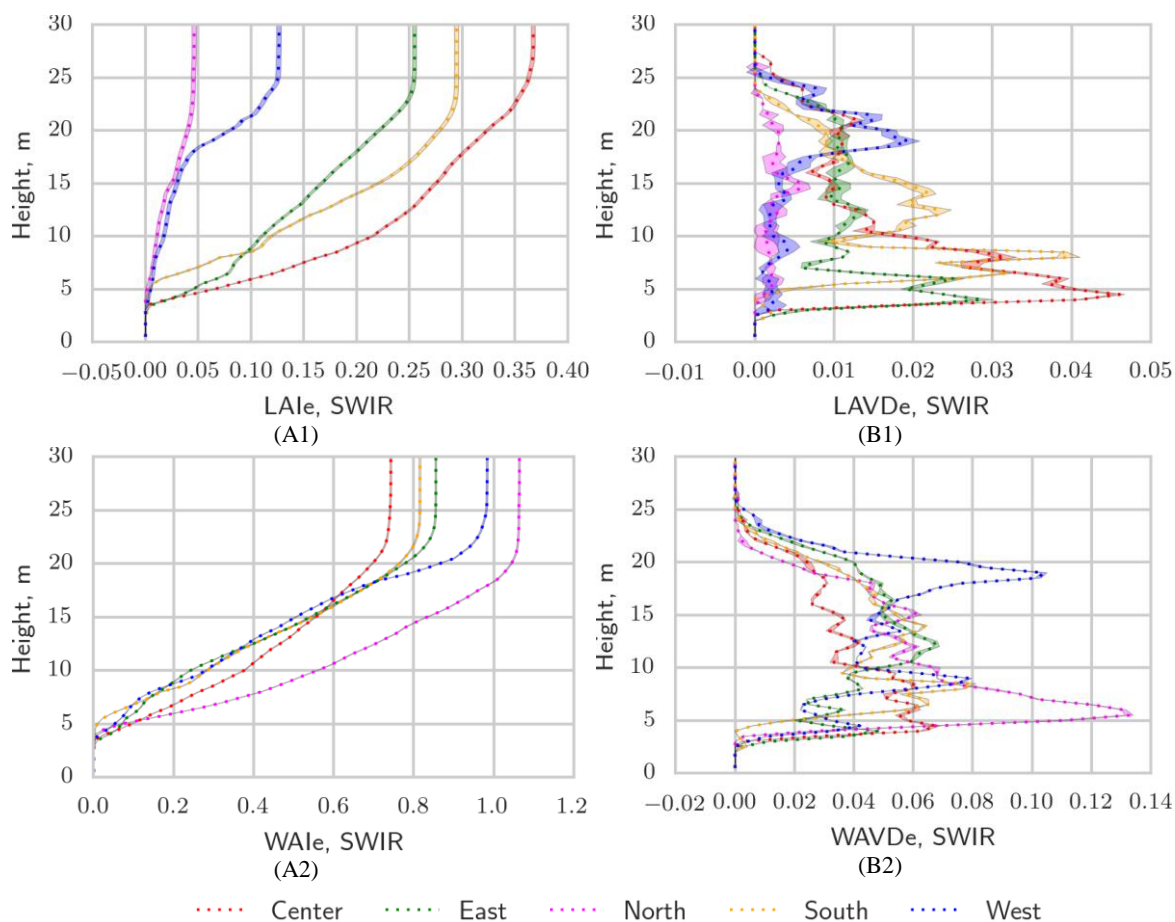 30
25
20
15
10
5
0
Height, m
−0.05 0.00 0.05 0.10 0.15 0.20 0.25 0.30 0.35 0.40
LAIe, SWIR
(A1)
30
25
20
15
10
5
0
Height, m
−0.01 0.00 0.01 0.02 0.03 0.04 0.05
LAVDe, SWIR
(B1)
30
25
20
15
10
5
0
Height, m
0.0 0.2 0.4 0.6 0.8 1.0 1.2
WAIe, SWIR
(A2)
30
25
20
15
10
5
0
Height, m
−0.02 0.00 0.02 0.04 0.06 0.08 0.10 0.12 0.14
WAVDe, SWIR
(B2)
Center East North South West